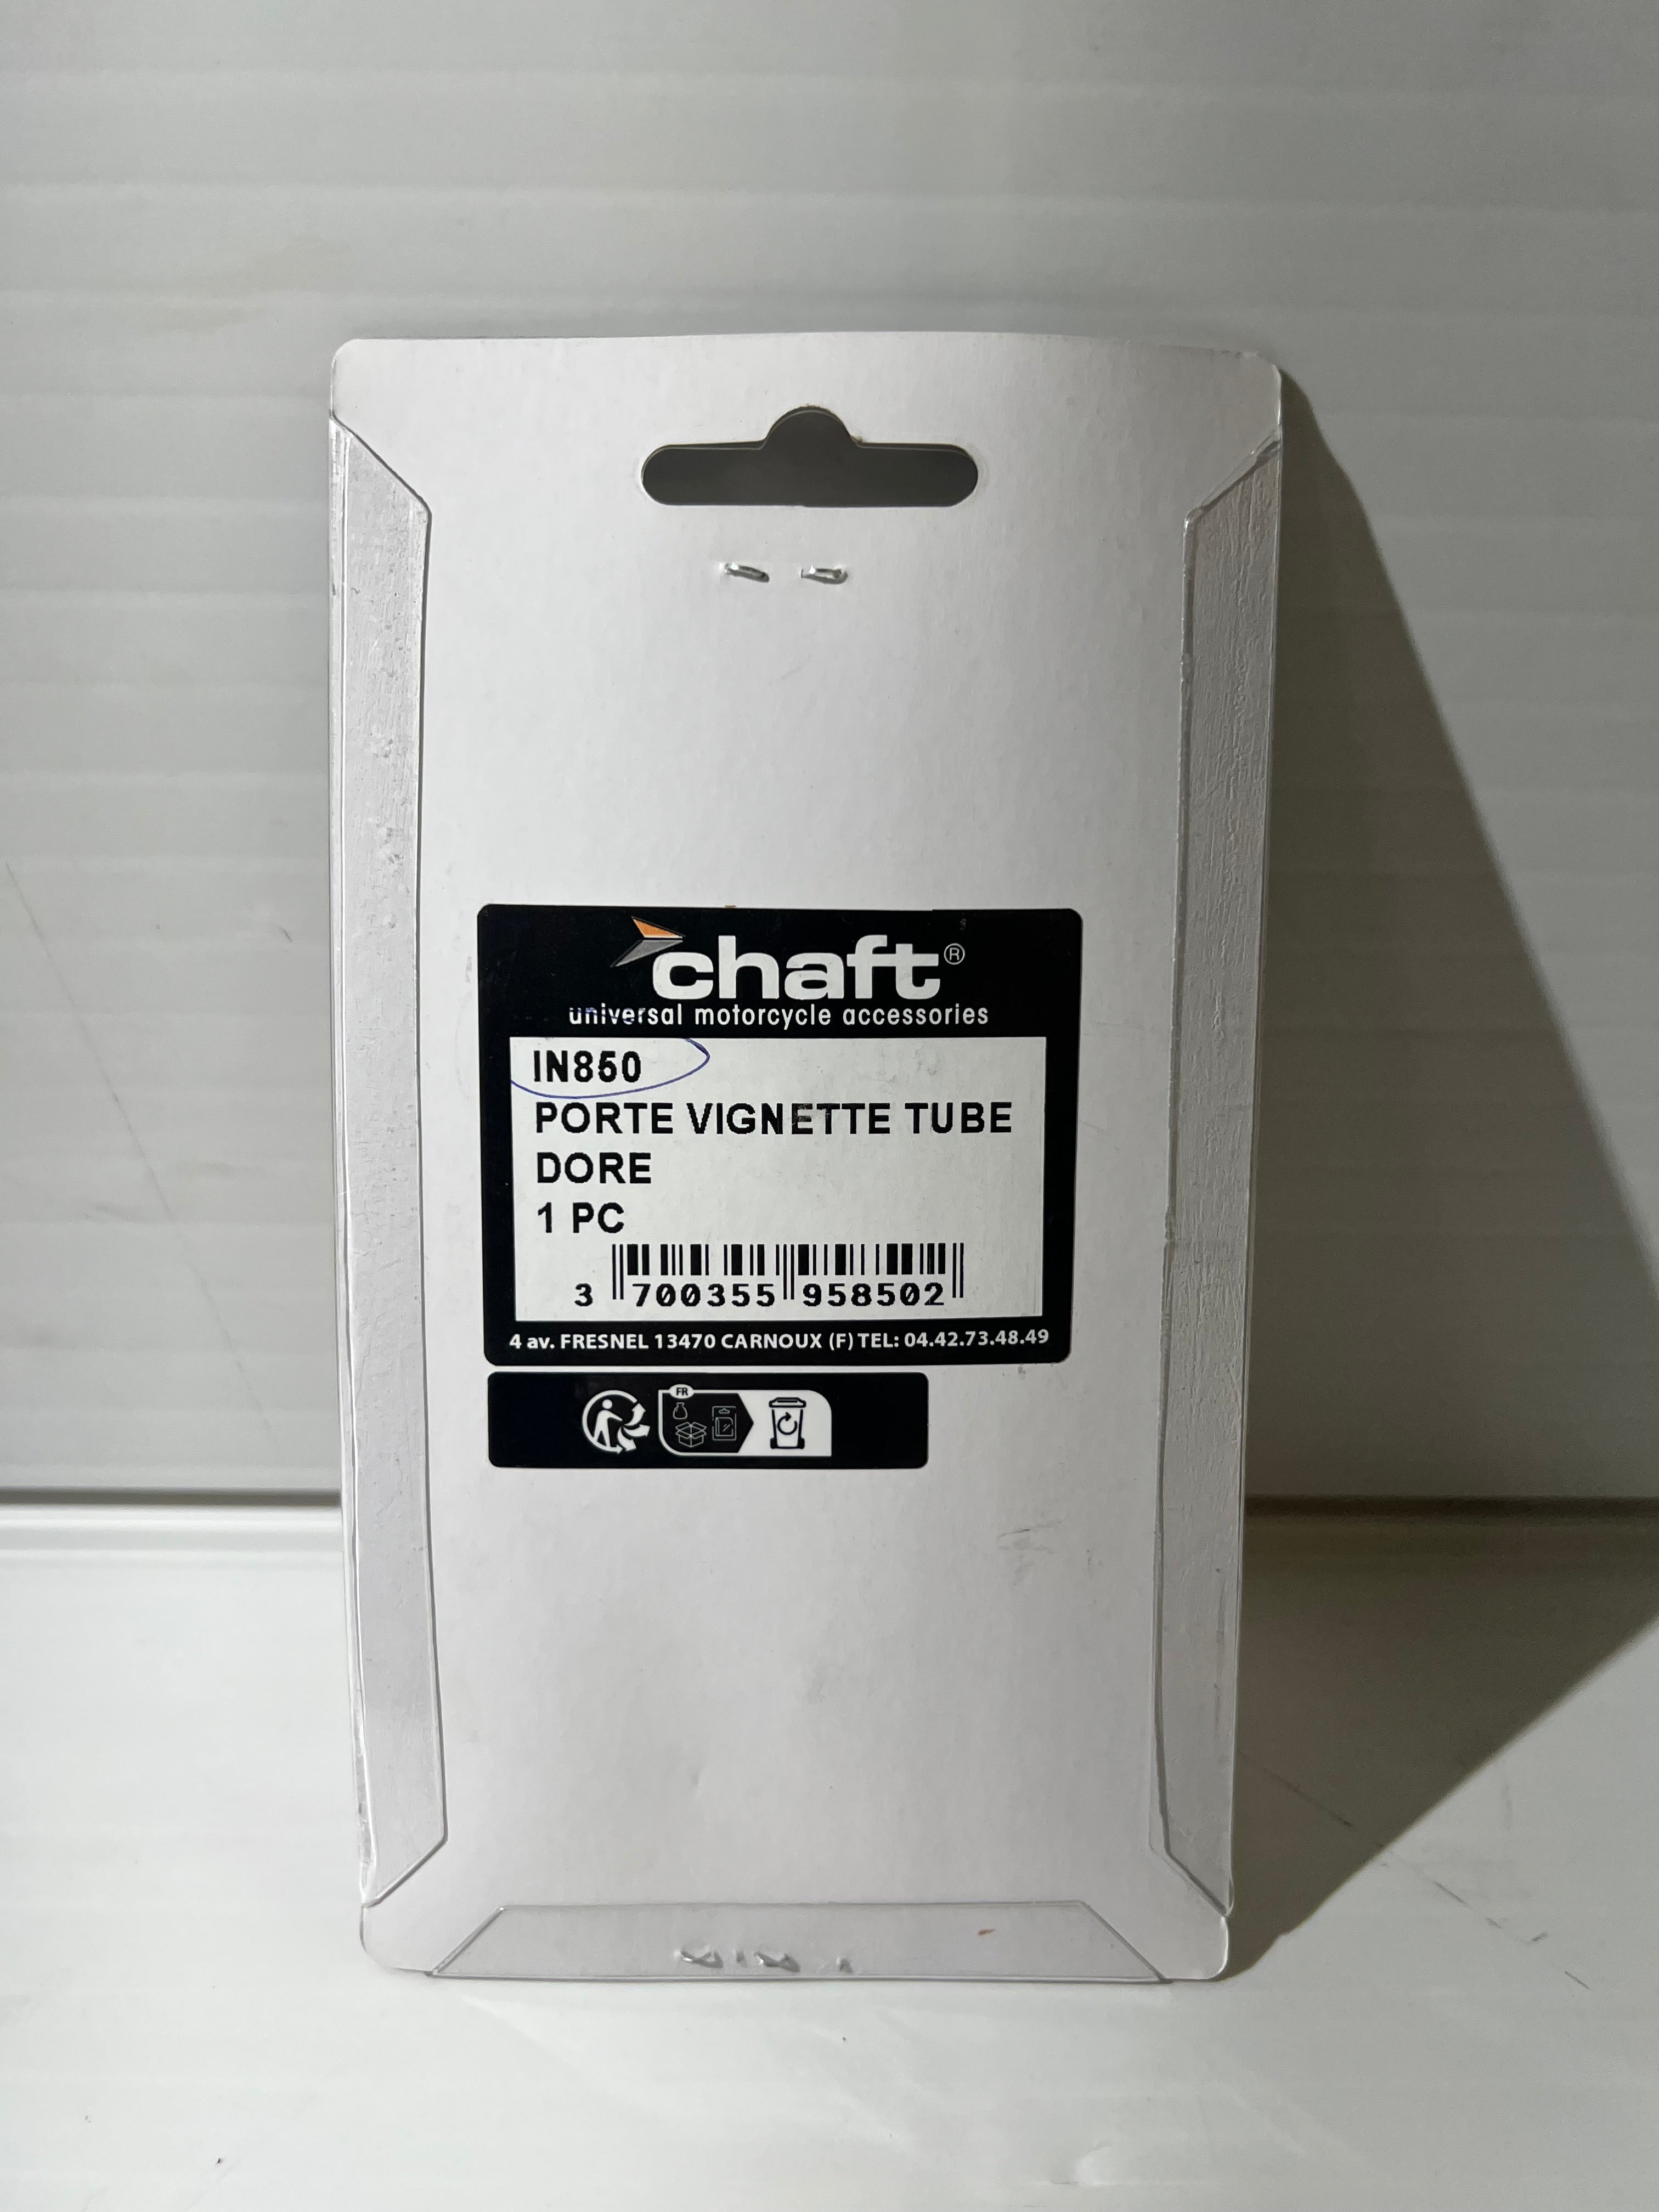 chaft®
universal motorcycle accessories
IN850
PORTE VIGNETTE TUBE
DORE
1 PC
3 700355 958502
4 av. FRESNEL 13470 CARNOUX (F) TEL: 04.42.73.48.49
FR